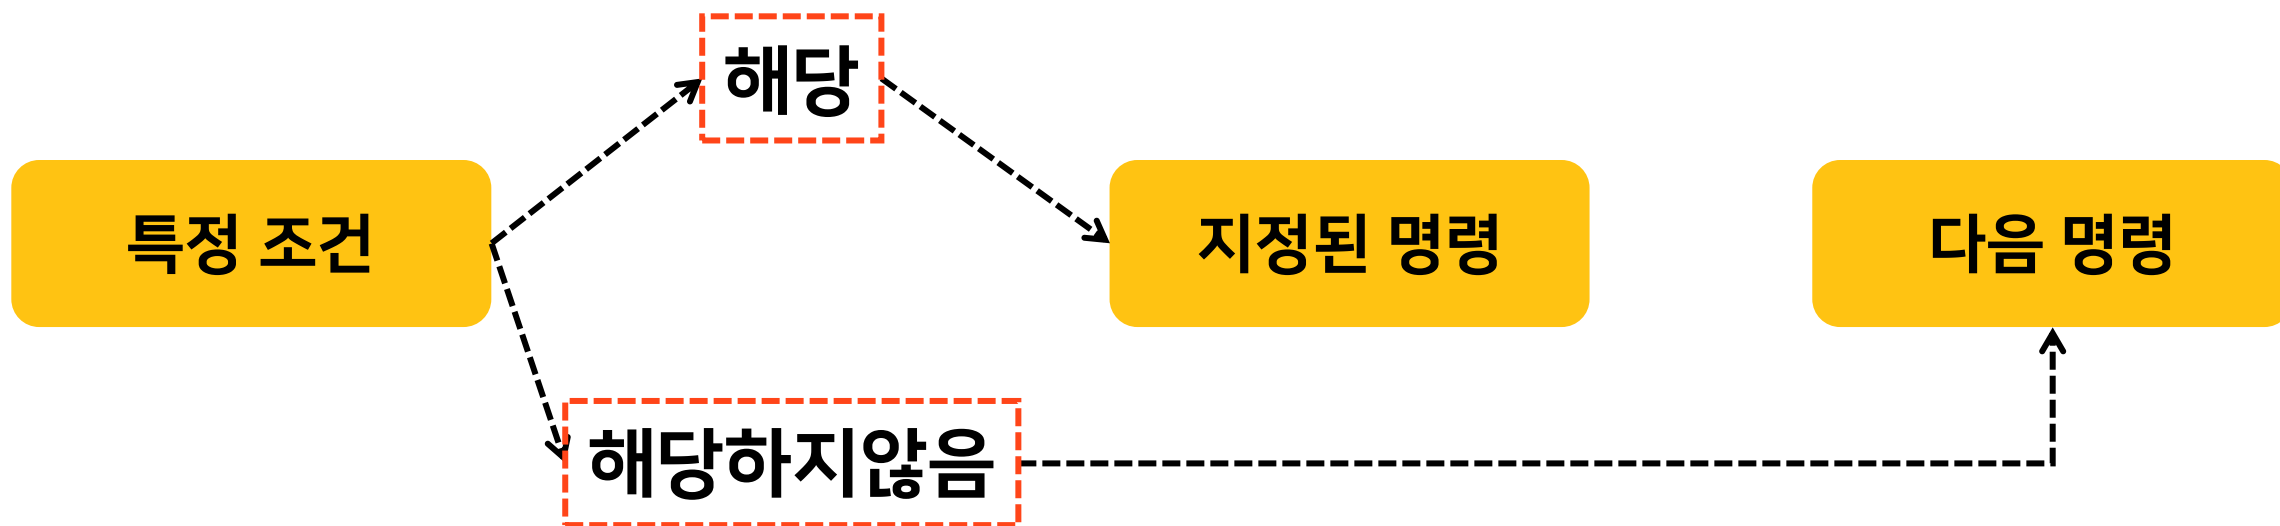 해당
특정 조건
지정된 명령
다음 명령
해당하지않음